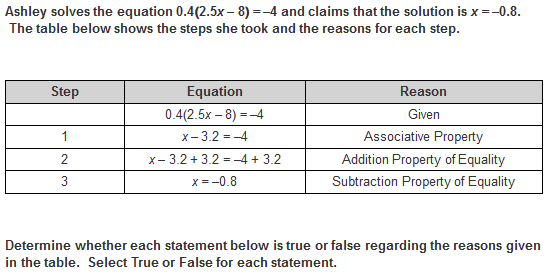 Ashley solves the equation 0.4(2.5x – 8) = –4 and claims that the solution is x = –0.8.
The table below shows the steps she took and the reasons for each step.
Step Equation Reason
0.4(2.5x – 8) = –4 Given
1 x – 3.2 = –4 Associative Property
2 x – 3.2 + 3.2 = –4 + 3.2 Addition Property of Equality
3 x = –0.8 Subtraction Property of Equality
Determine whether each statement below is true or false regarding the reasons given
in the table. Select True or False for each statement.